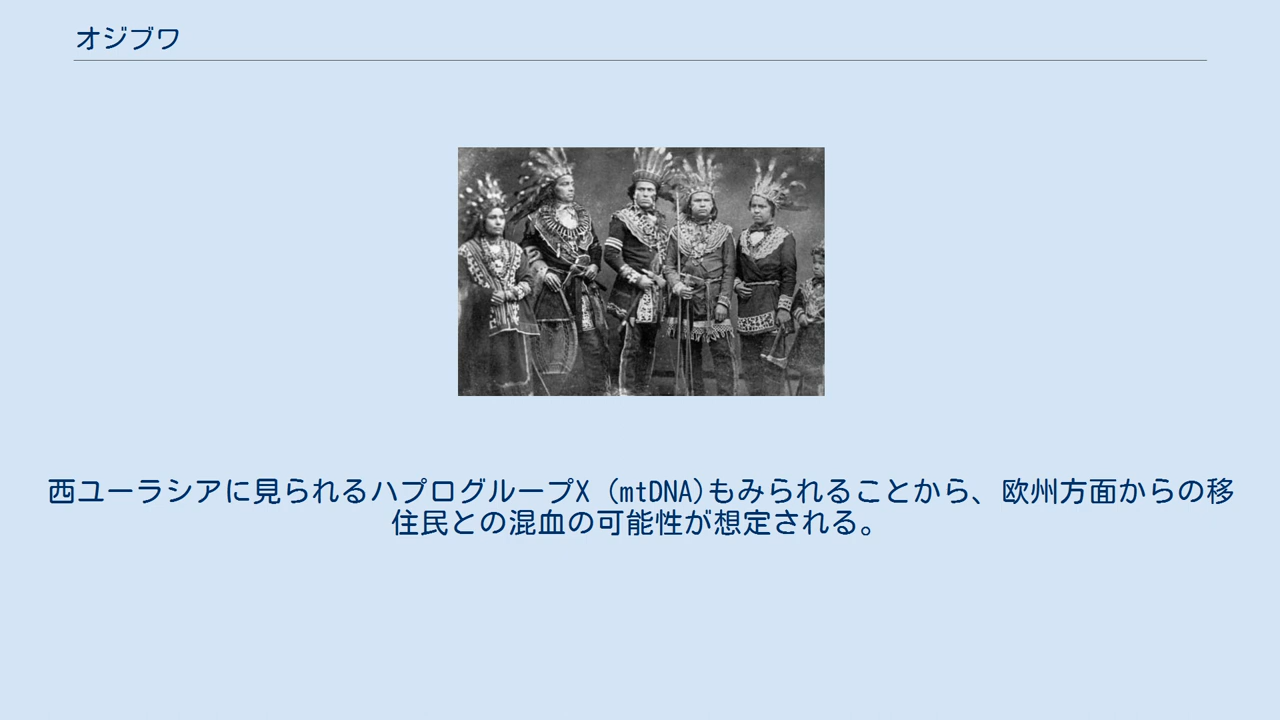 オジブワ
西ユーラシアに見られるハプログループX (mtDNA)もみられることから、欧州方面からの移
住民との混血の可能性が想定される。